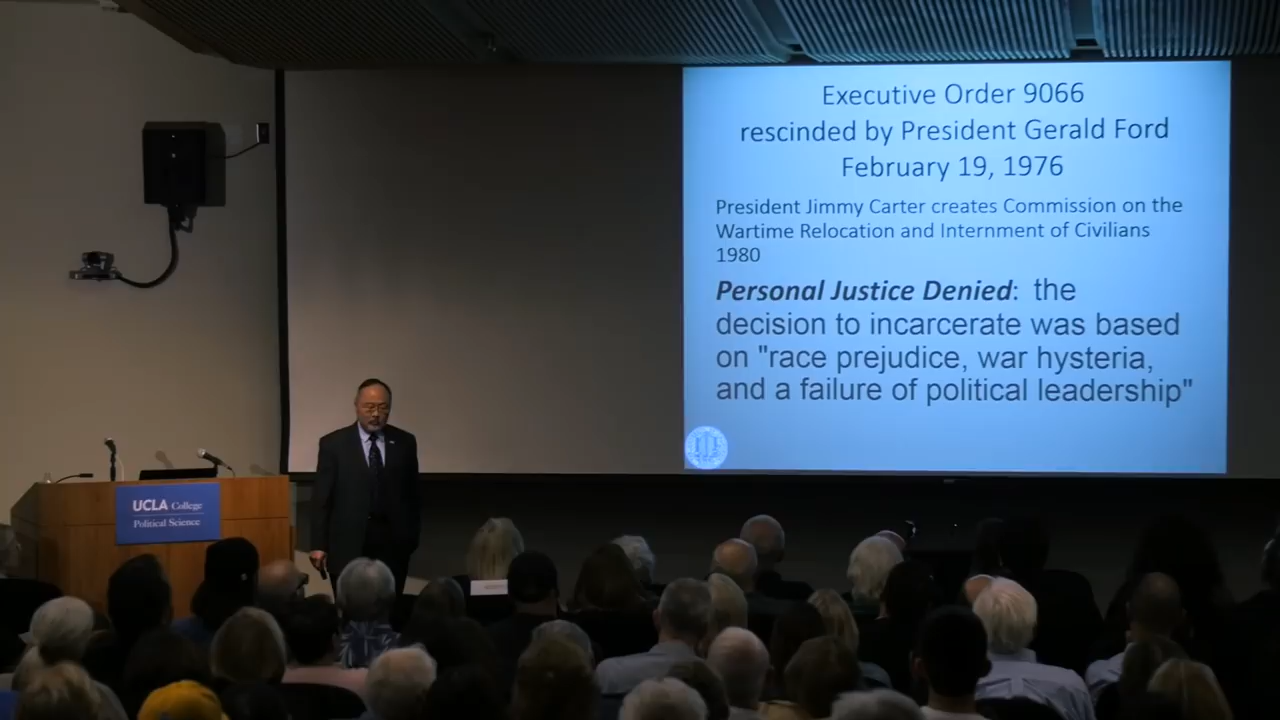 Executive Order 9066
rescinded by President Gerald Ford
February 19, 1976
President Jimmy Carter creates Commission on the
Wartime Relocation and Internment of Civilians
1980
Personal Justice Denied: the
decision to incarcerate was based
on "race prejudice, war hysteria,
and a failure of political leadership"
UCLA College
Political Science